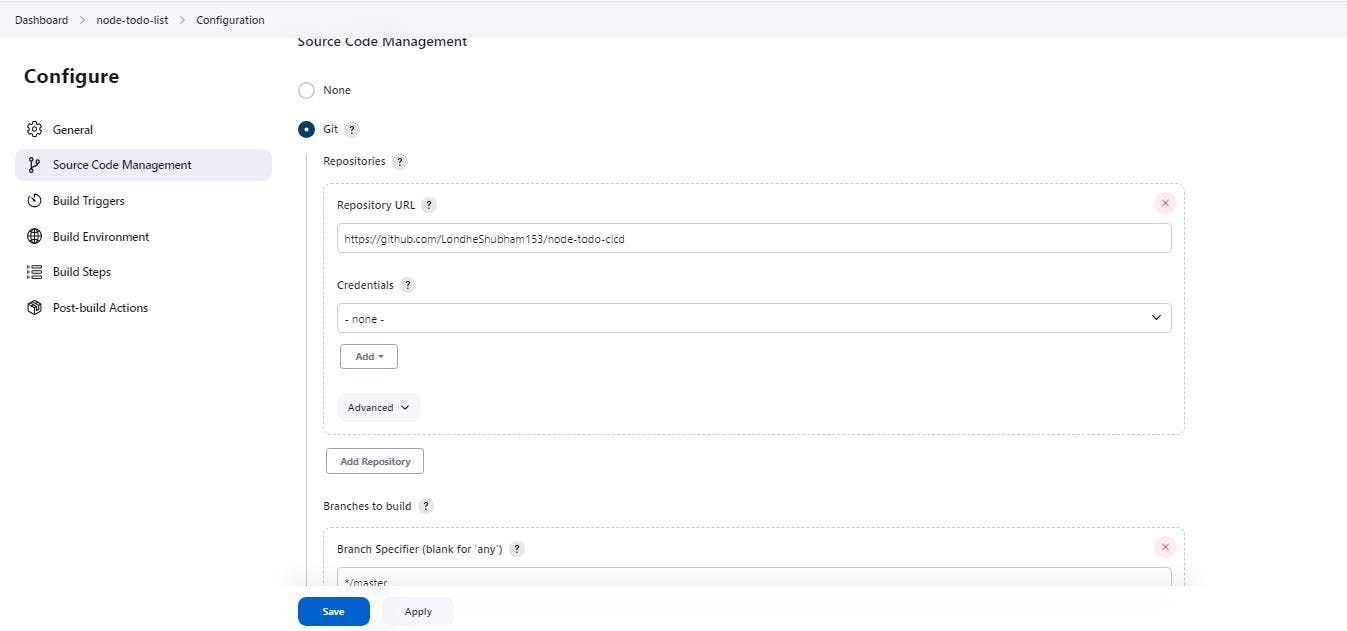 Dashboard > node-todo-list > Configuration
Source Code Management
Configure
General
Source Code Management
Build Triggers
Build Environment
Build Steps
Post-build Actions
None
Git ?
Repositories ?
Repository URL ?
https://github.com/LondheShubham153/node-todo-cicd
Credentials ?
- none -
Add
Advanced
Add Repository
Branches to build ?
Branch Specifier (blank for 'any') ?
*/master
Save Apply